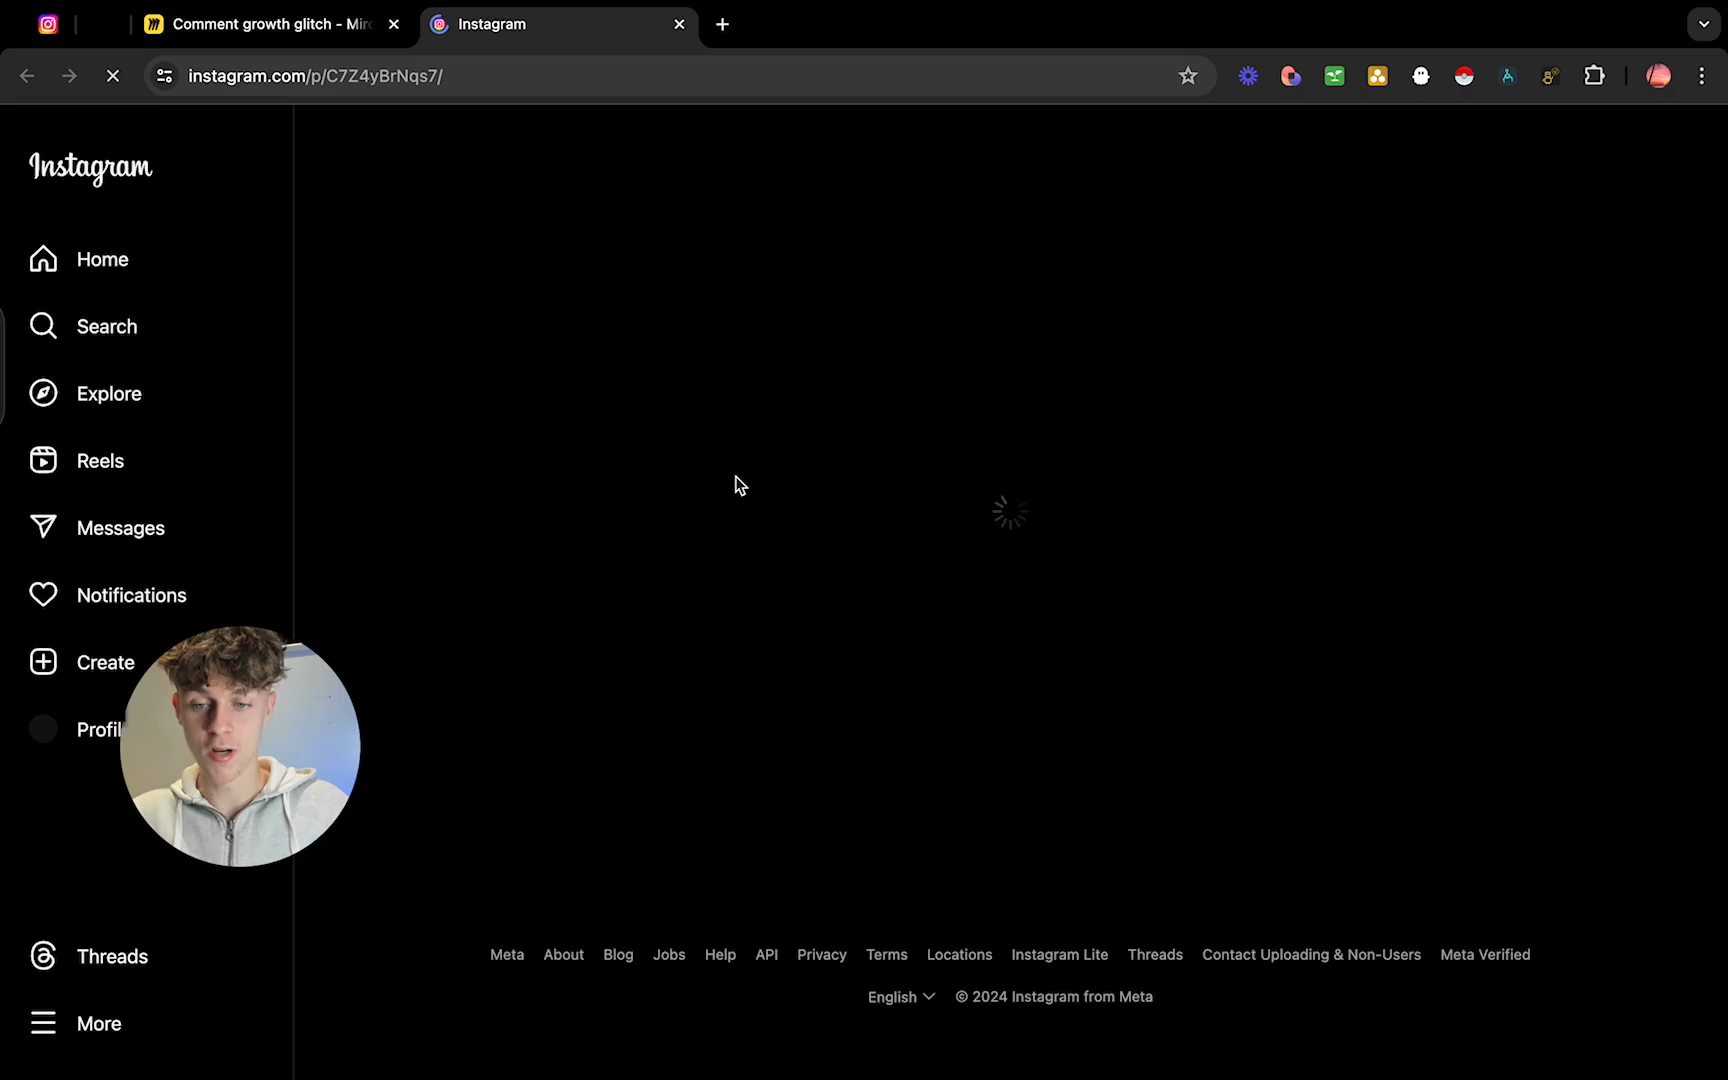 Comment growth glitch - Miro
Instagram
instagram.com/p/C7Z4yBrNqs7/
Instagram
Home
Search
Explore
Reels
Messages
Notifications
Create
Profil
Threads
More
Meta About Blog Jobs Help API Privacy Terms Locations Instagram Lite Threads Contact Uploading & Non-Users Meta Verified
English © 2024 Instagram from Meta